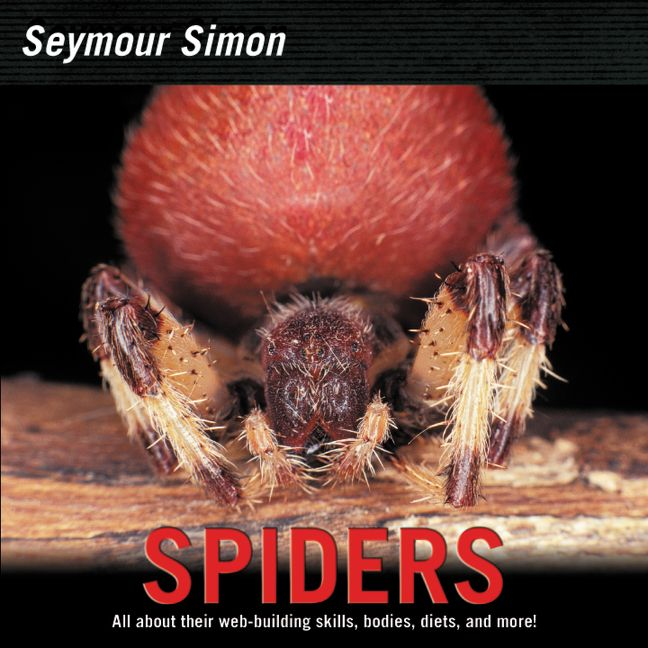 Seymour Simon
SPIDERS
All about their web-building skills, bodies, diets, and more!